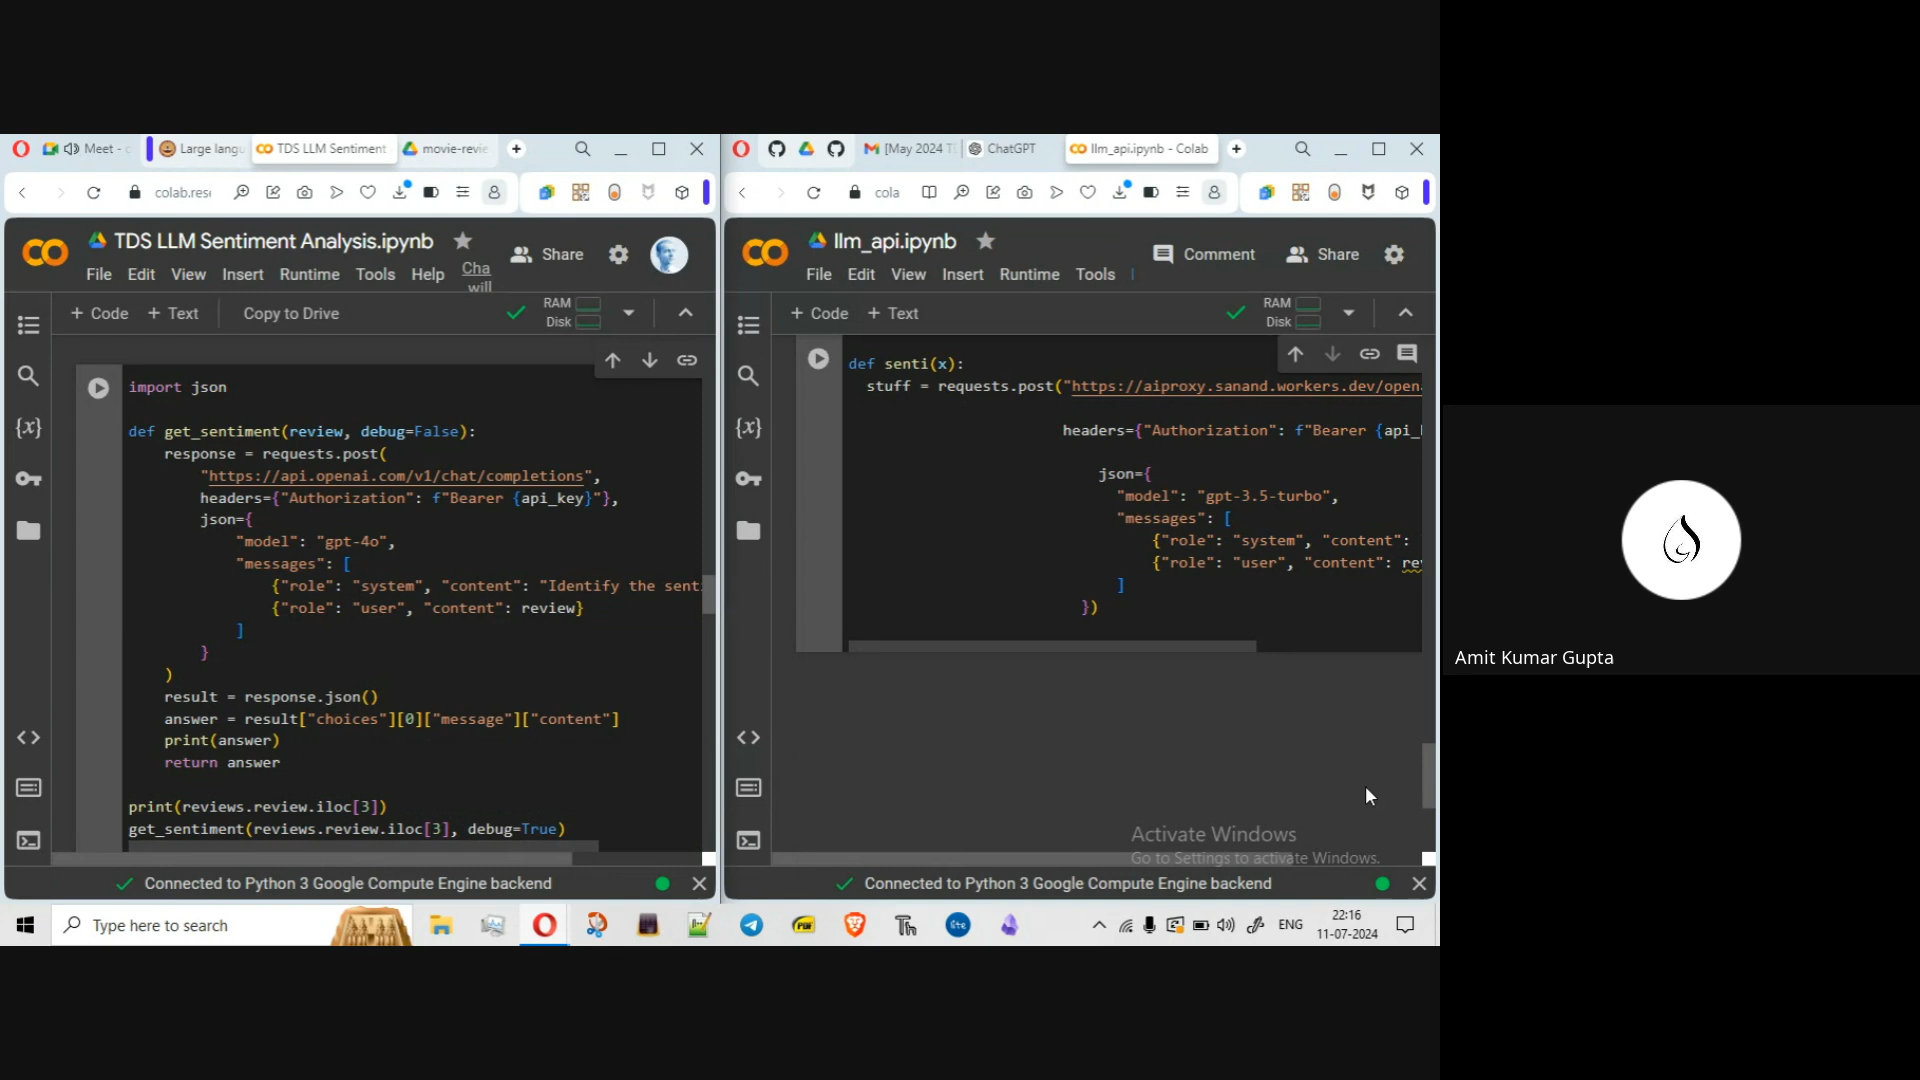 Meet -
Large langu
TDS LLM Sentiment
movie-revie
colab.rese
TDS LLM Sentiment Analysis.ipynb
Share
File Edit View Insert Runtime Tools Help
Cha
will
+ Code + Text Copy to Drive
RAM
Disk
import json
def get_sentiment(review, debug=False):
response = requests.post(
"https://api.openai.com/v1/chat/completions",
headers={"Authorization": f"Bearer {api_key}"},
json={
"model": "gpt-4o",
"messages": [
{"role": "system", "content": "Identify the sent
{"role": "user", "content": review}
]
}
)
result = response.json()
answer = result["choices"][0]["message"]["content"]
print(answer)
return answer
print(reviews.review.iloc[3])
get_sentiment(reviews.review.iloc[3], debug=True)
Connected to Python 3 Google Compute Engine backend
[May 2024 T
ChatGPT
llm_api.ipynb - Colab
cola
llm_api.ipynb
Comment
Share
File Edit View Insert Runtime Tools
+ Code + Text
RAM
Disk
def senti(x):
stuff = requests.post("https://aiproxy.sanand.workers.dev/open
headers={"Authorization": f"Bearer {api_
json={
"model": "gpt-3.5-turbo",
"messages": [
{"role": "system", "content":
{"role": "user", "content": rev
]
})
Activate Windows
Go to Settings to activate Windows.
Connected to Python 3 Google Compute Engine backend
Type here to search
ENG
22:16
11-07-2024
Amit Kumar Gupta